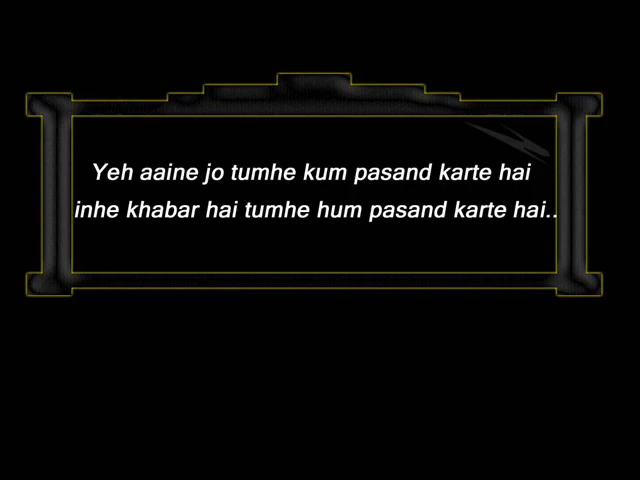 Yeh aaine jo tumhe kum pasand karte hai
inhe khabar hai tumhe hum pasand karte hai..